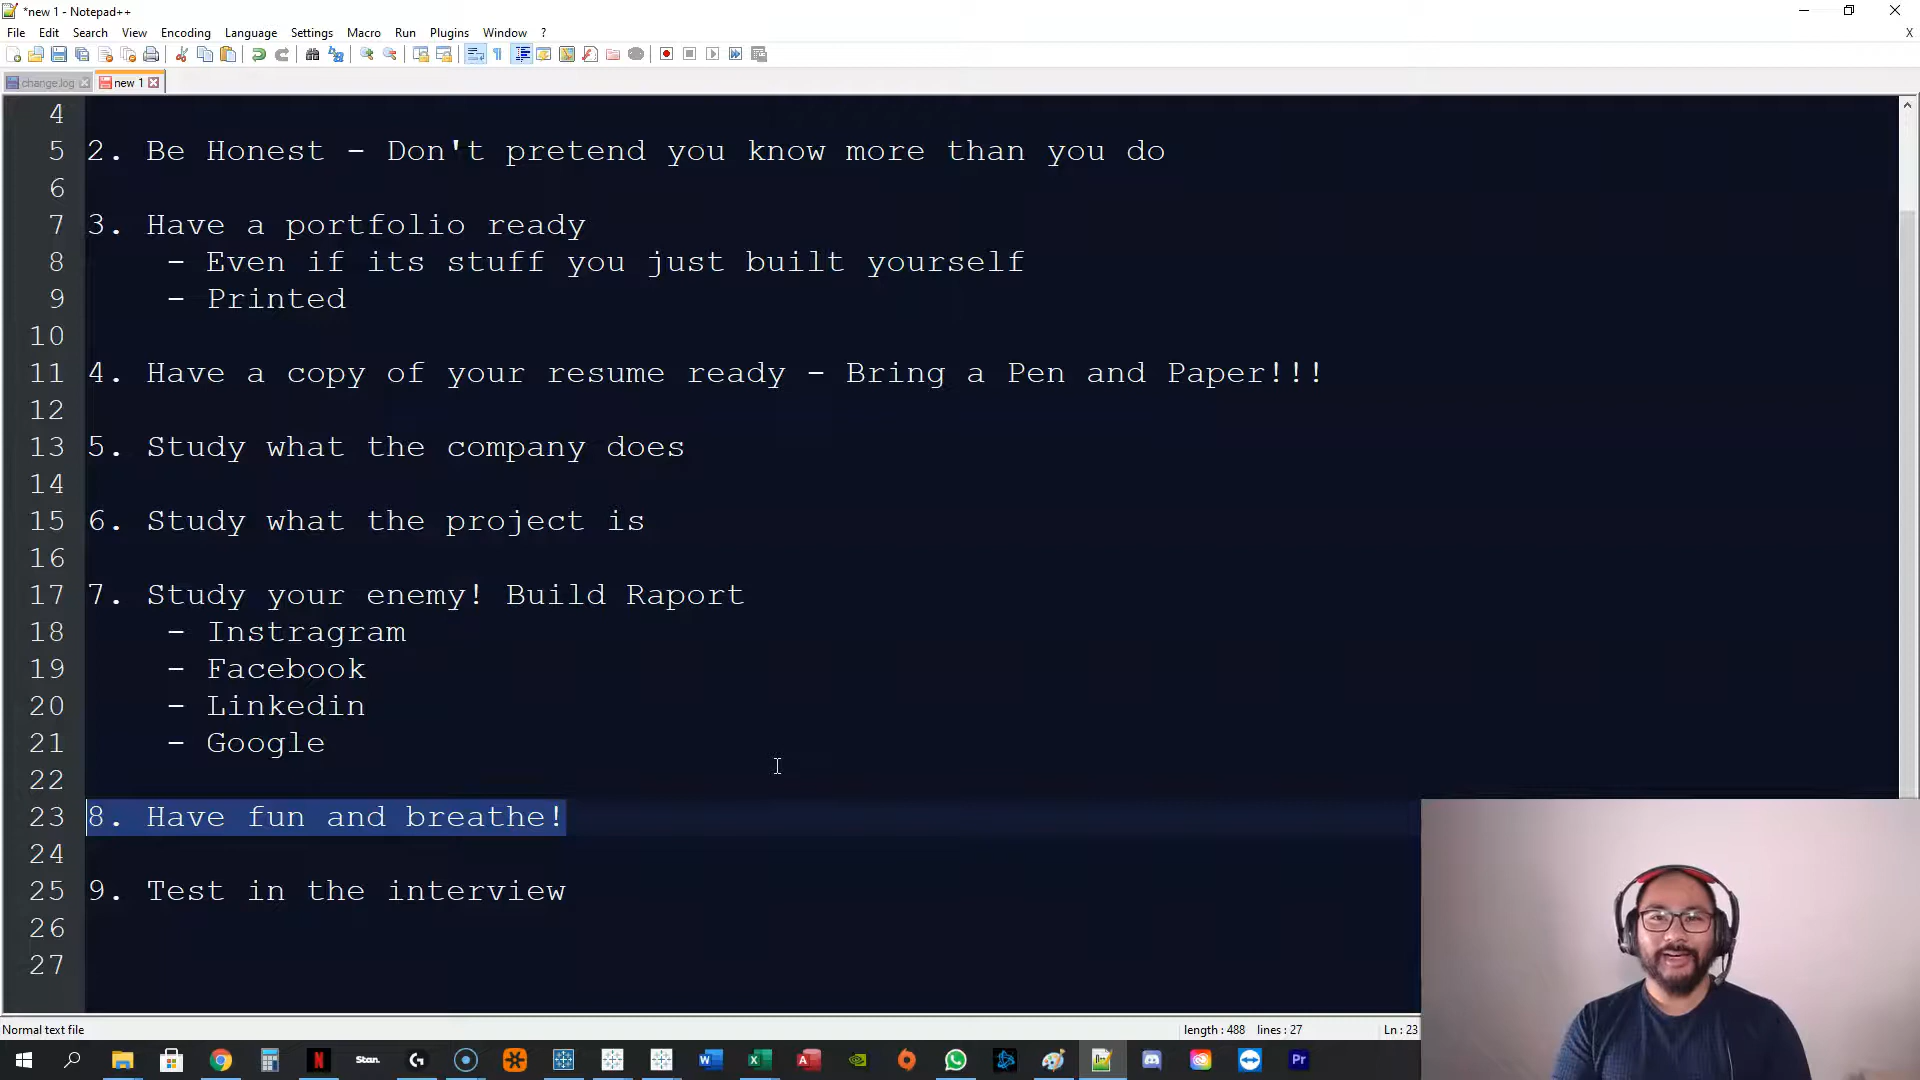 *new 1 - Notepad++
File Edit Search View Encoding Language Settings Macro Run Plugins Window ? X
change.log new 1
4
5 2. Be Honest - Don't pretend you know more than you do
6
7 3. Have a portfolio ready
8 - Even if its stuff you just built yourself
9 - Printed
10
11 4. Have a copy of your resume ready - Bring a Pen and Paper!!!
12
13 5. Study what the company does
14
15 6. Study what the project is
16
17 7. Study your enemy! Build Raport
18 - Instragram
19 - Facebook
20 - Linkedin
21 - Google
22
23 8. Have fun and breathe!
24
25 9. Test in the interview
26
27
Normal text file length : 488 lines : 27 Ln : 23
N Stan. G W X A Pr